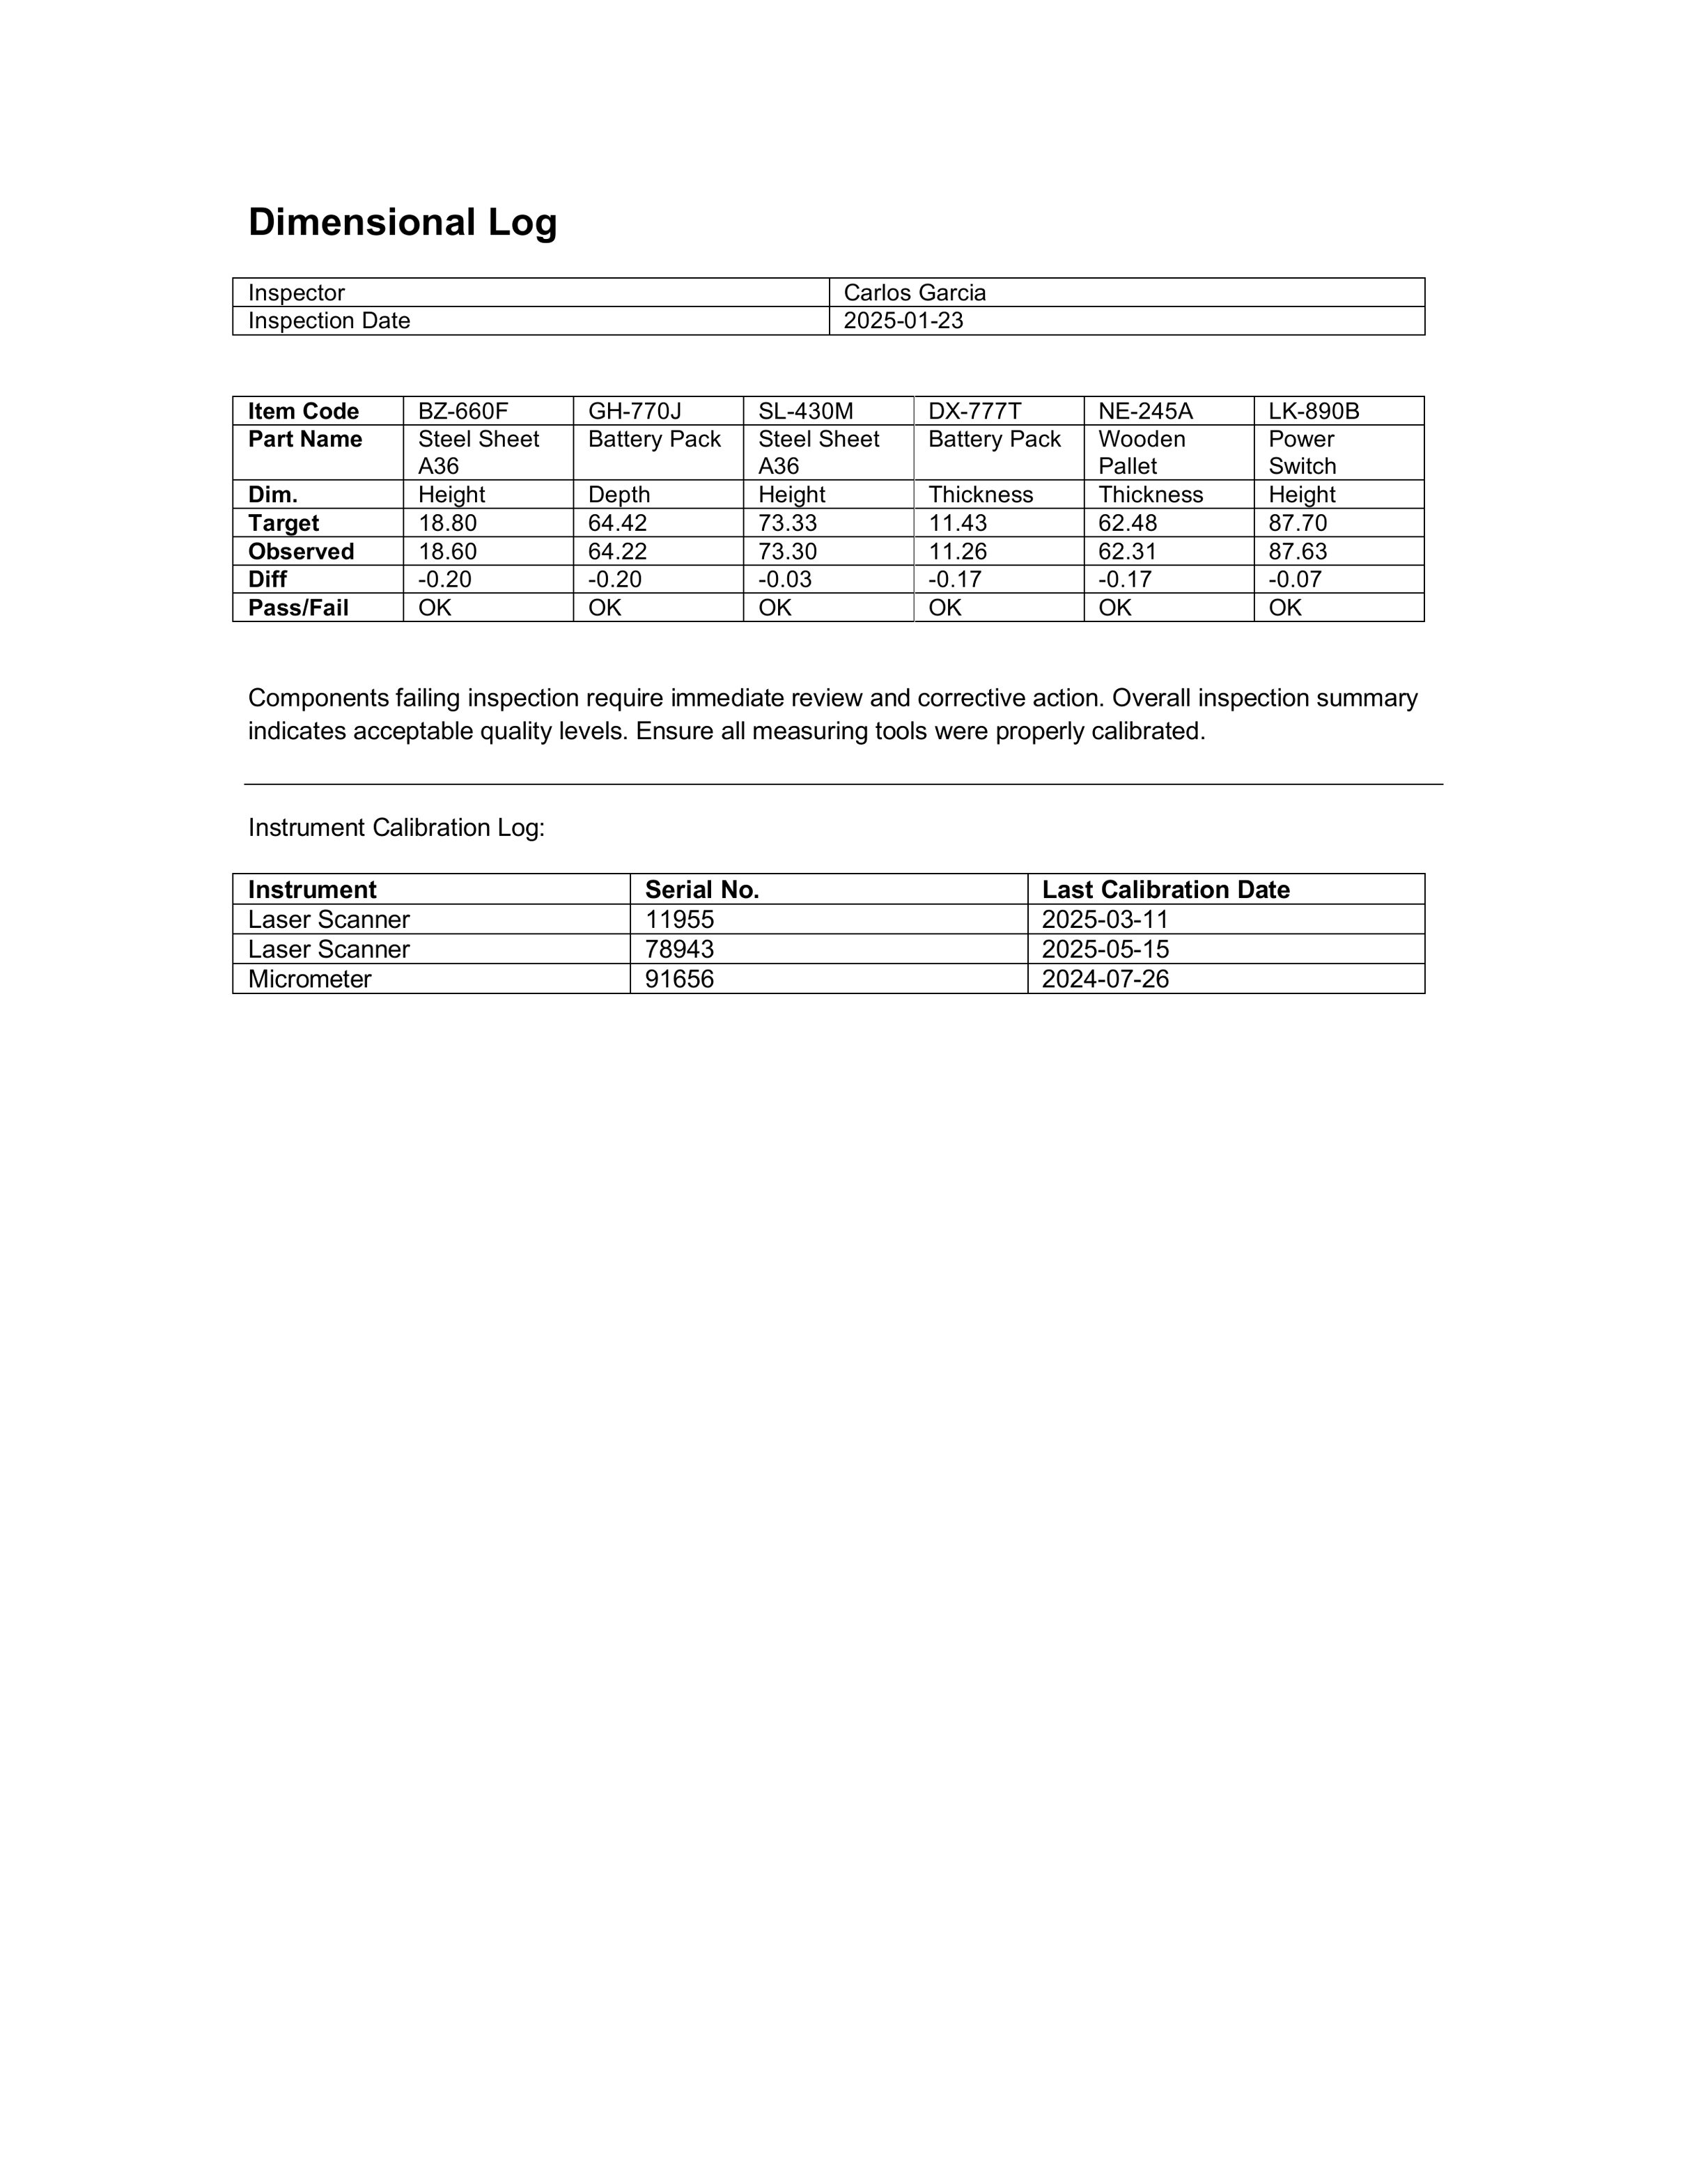 Dimensional Log
Inspector Carlos Garcia
Inspection Date 2025-01-23
Item Code BZ-660F GH-770J SL-430M DX-777T NE-245A LK-890B
Part Name Steel Sheet A36 Battery Pack Steel Sheet A36 Battery Pack Wooden Pallet Power Switch
Dim. Height Depth Height Thickness Thickness Height
Target 18.80 64.42 73.33 11.43 62.48 87.70
Observed 18.60 64.22 73.30 11.26 62.31 87.63
Diff -0.20 -0.20 -0.03 -0.17 -0.17 -0.07
Pass/Fail OK OK OK OK OK OK
Components failing inspection require immediate review and corrective action. Overall inspection summary
indicates acceptable quality levels. Ensure all measuring tools were properly calibrated.
Instrument Calibration Log:
Instrument Serial No. Last Calibration Date
Laser Scanner 11955 2025-03-11
Laser Scanner 78943 2025-05-15
Micrometer 91656 2024-07-26